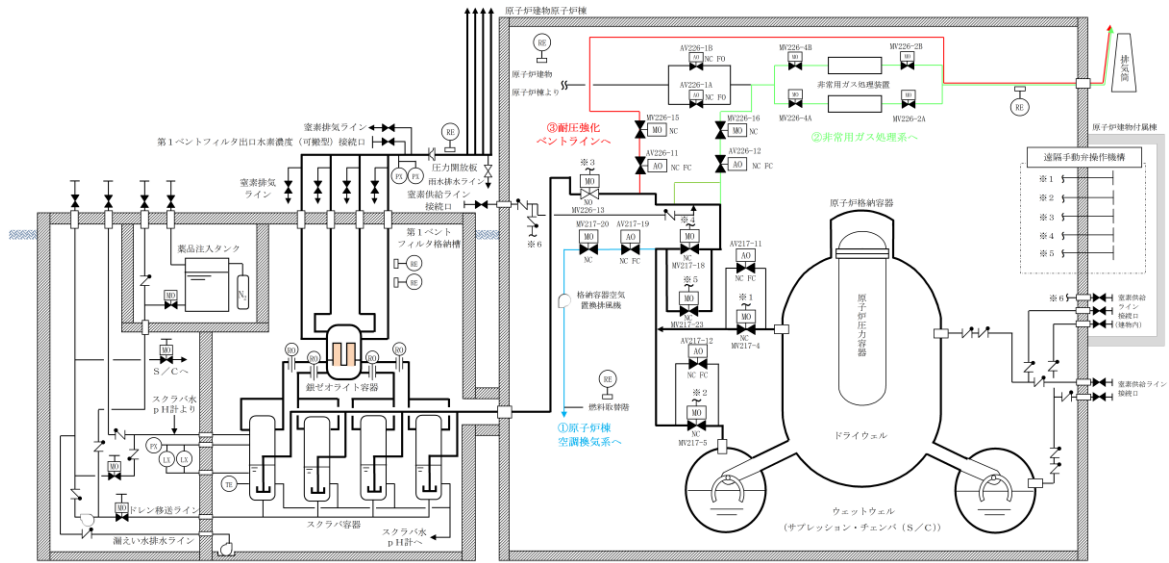 原子炉建物原子炉棟
RE
原子炉建物
原子炉棟より
AV226-1B
AO
NC FO
AV226-1A
AO
NC FO
MV226-4B
MO
MV226-2B
MO
非常用ガス処理装置
MO
MV226-4A
MO
MV226-2A
RE
排気筒
②非常用ガス処理系へ
③耐圧強化
ベントラインへ
MV226-15
MO
NC
MV226-16
MO
NC
AV226-11
AO
NC FC
AV226-12
AO
NC FC
窒素排気ライン
第1ベントフィルタ出口水素濃度(可搬型)接続口
RE
圧力開放板
PX
PX
雨水排水ライン
窒素供給ライン
接続口
窒素排気
ライン
※6
※3
MO
NO
MV226-13
第1ベント
フィルタ格納槽
RE
RE
薬品注入タンク
MO
N2
MV217-20
MO
NC
AV217-19
AO
NC FC
※4
MO
NC
MV217-18
※5
MO
NC
MV217-23
AV217-11
AO
NC FC
※1
MO
NC
MV217-4
AV217-12
AO
NC FC
※2
MO
NC
MV217-5
格納容器空気
置換排風機
RE
燃料取替階
①原子炉棟
空調換気系へ
原子炉格納容器
原子炉圧力容器
ドライウェル
ウェットウェル
(サプレッション・チェンバ(S/C))
原子炉建物付属棟
遠隔手動弁操作機構
※1
※2
※3
※4
※5
※6
窒素供給
ライン
接続口
(建物内)
窒素供給ライン
接続口
MO
S/Cへ
スクラバ水
pH計より
RO
RO
RO
RO
銀ゼオライト容器
PX
LX
LX
MO
TE
MO
ドレン移送ライン
漏えい水排水ライン
スクラバ容器
スクラバ水
pH計へ